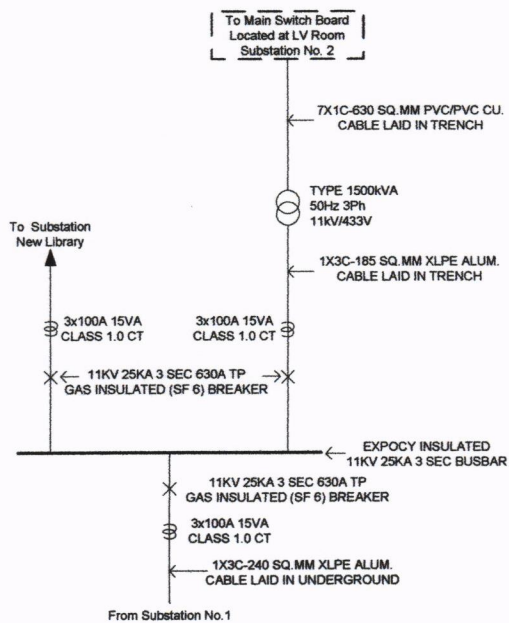 To Main Switch Board
Located at LV Room
Substation No. 2
7X1C-630 SQ.MM PVC/PVC CU.
CABLE LAID IN TRENCH
TYPE 1500kVA
50Hz 3Ph
11kV/433V
To Substation
New Library
1X3C-185 SQ.MM XLPE ALUM.
CABLE LAID IN TRENCH
3x100A 15VA
CLASS 1.0 CT
3x100A 15VA
CLASS 1.0 CT
11KV 25KA 3 SEC 630A TP
GAS INSULATED (SF 6) BREAKER
EXPOCY INSULATED
11KV 25KA 3 SEC BUSBAR
11KV 25KA 3 SEC 630A TP
GAS INSULATED (SF 6) BREAKER
3x100A 15VA
CLASS 1.0 CT
1X3C-240 SQ.MM XLPE ALUM.
CABLE LAID IN UNDERGROUND
From Substation No.1